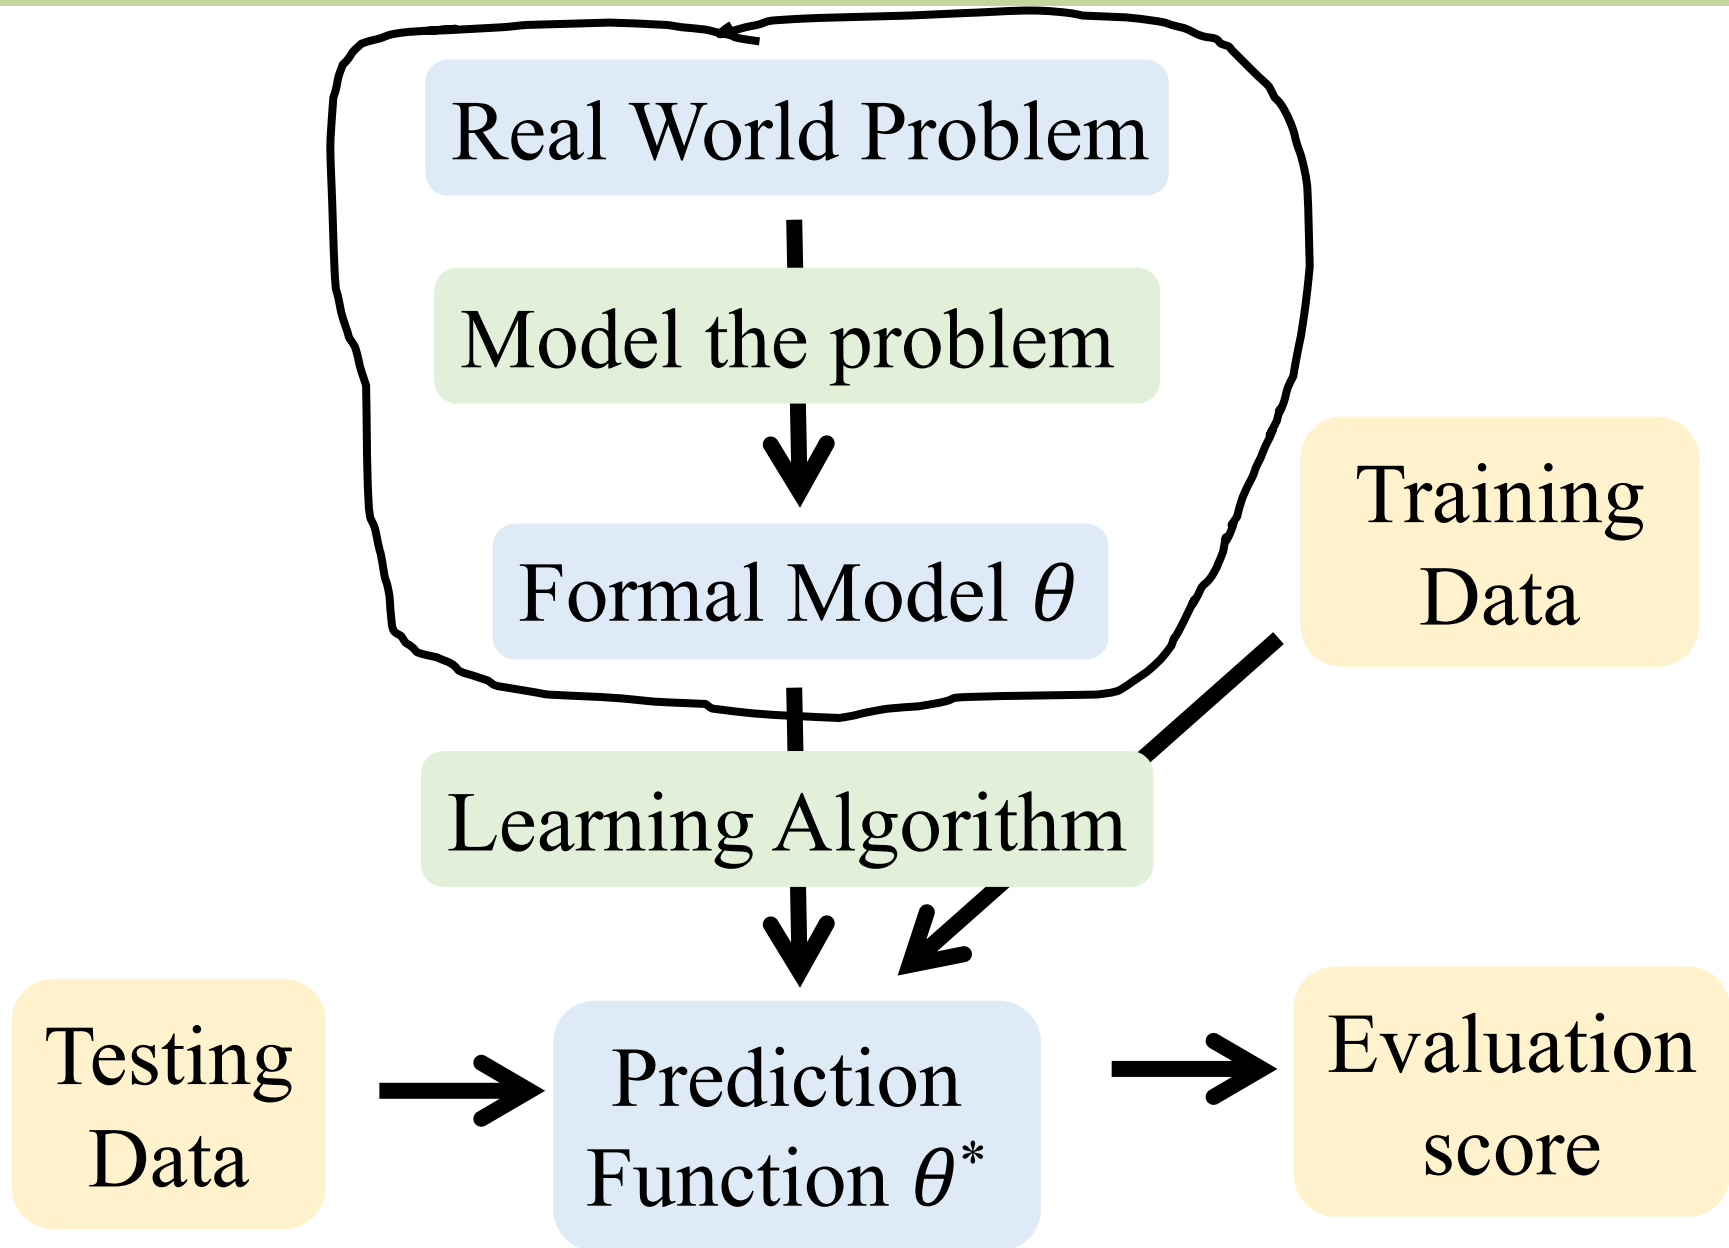 Real World Problem
Model the problem
Formal Model θ
Training
Data
Learning Algorithm
Testing
Data
Prediction
Function θ*
Evaluation
score